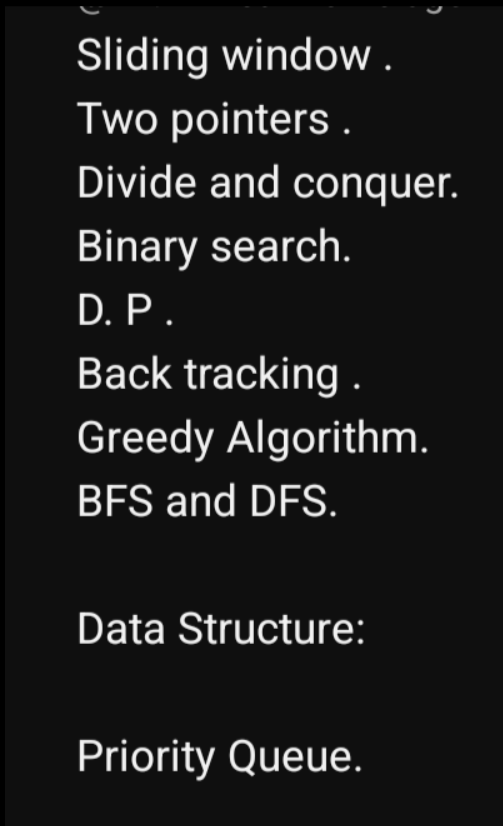 Sliding window .
Two pointers .
Divide and conquer.
Binary search.
D. P .
Back tracking .
Greedy Algorithm.
BFS and DFS.
Data Structure:
Priority Queue.